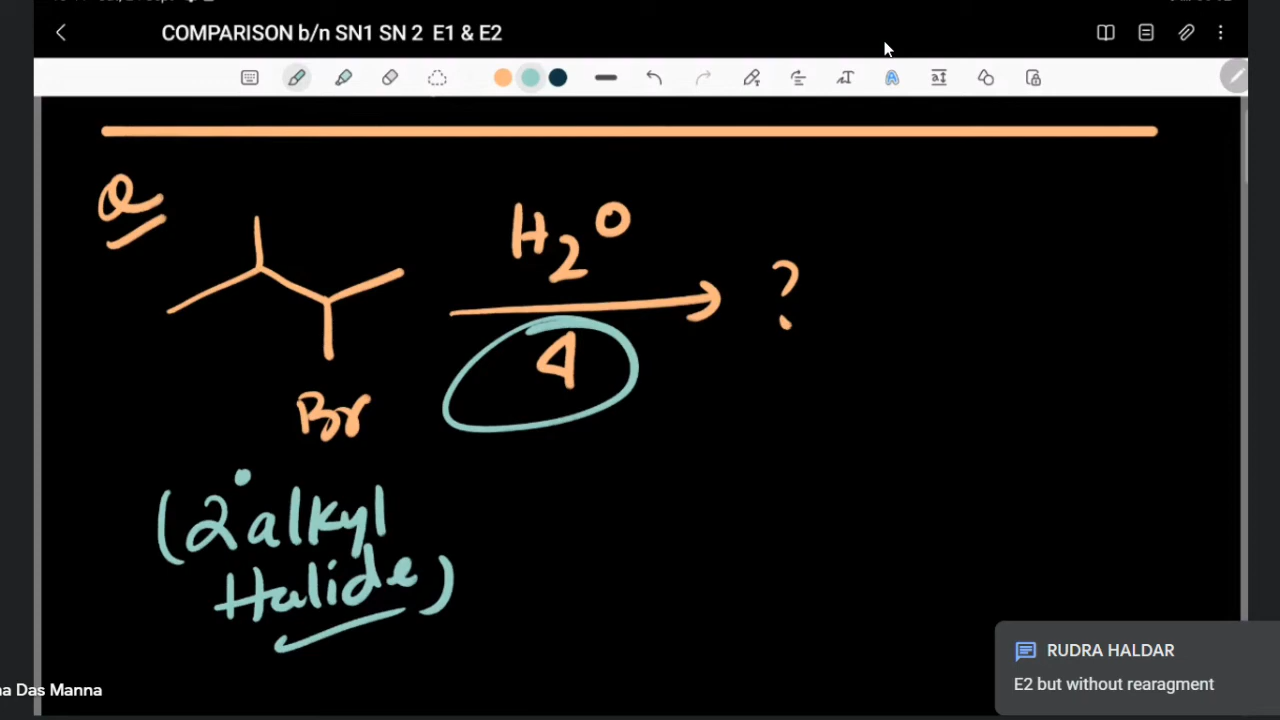 COMPARISON b/n SN1 SN 2 E1 & E2
Q
H2O
Δ
?
Br
(2° alkyl
Halide)
RUDRA HALDAR
E2 but without rearagment
Das Manna